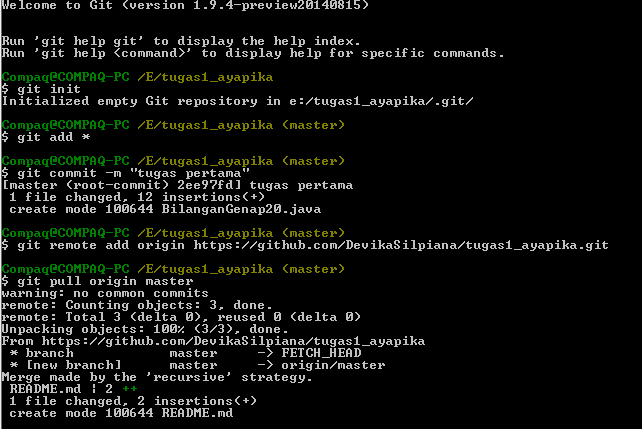 Welcome to Git (version 1.9.4-preview20140815)
Run 'git help git' to display the help index.
Run 'git help <command>' to display help for specific commands.
Compaq@COMPAQ-PC /E/tugas1_ayapika
$ git init
Initialized empty Git repository in e:/tugas1_ayapika/.git/
Compaq@COMPAQ-PC /E/tugas1_ayapika (master)
$ git add *
Compaq@COMPAQ-PC /E/tugas1_ayapika (master)
$ git commit -m "tugas pertama"
[master (root-commit) 2ee97fd] tugas pertama
 1 file changed, 12 insertions(+)
 create mode 100644 BilanganGenap20.java
Compaq@COMPAQ-PC /E/tugas1_ayapika (master)
$ git remote add origin https://github.com/DevikaSilpiana/tugas1_ayapika.git
Compaq@COMPAQ-PC /E/tugas1_ayapika (master)
$ git pull origin master
warning: no common commits
remote: Counting objects: 3, done.
remote: Total 3 (delta 0), reused 0 (delta 0)
Unpacking objects: 100% (3/3), done.
From https://github.com/DevikaSilpiana/tugas1_ayapika
 * branch            master     -> FETCH_HEAD
 * [new branch]      master     -> origin/master
Merge made by the 'recursive' strategy.
 README.md | 2 ++
 1 file changed, 2 insertions(+)
 create mode 100644 README.md